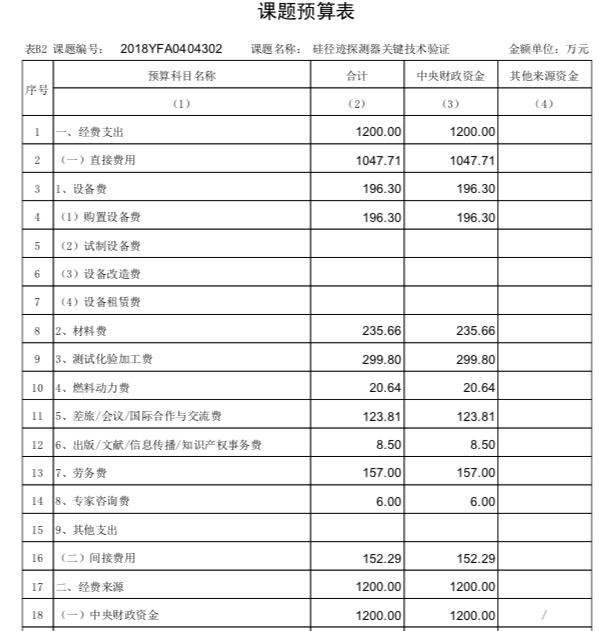 课题预算表
表B2 课题编号： 2018YFA0404302 课题名称： 硅径迹探测器关键技术验证 金额单位：万元
序号 预算科目名称 合计 中央财政资金 其他来源资金
（1） （2） （3） （4）
1 一、经费支出 1200.00 1200.00
2 （一）直接费用 1047.71 1047.71
3 1、设备费 196.30 196.30
4 （1）购置设备费 196.30 196.30
5 （2）试制设备费
6 （3）设备改造费
7 （4）设备租赁费
8 2、材料费 235.66 235.66
9 3、测试化验加工费 299.80 299.80
10 4、燃料动力费 20.64 20.64
11 5、差旅/会议/国际合作与交流费 123.81 123.81
12 6、出版/文献/信息传播/知识产权事务费 8.50 8.50
13 7、劳务费 157.00 157.00
14 8、专家咨询费 6.00 6.00
15 9、其他支出
16 （二）间接费用 152.29 152.29
17 二、经费来源 1200.00 1200.00
18 （一）中央财政资金 1200.00 1200.00 /